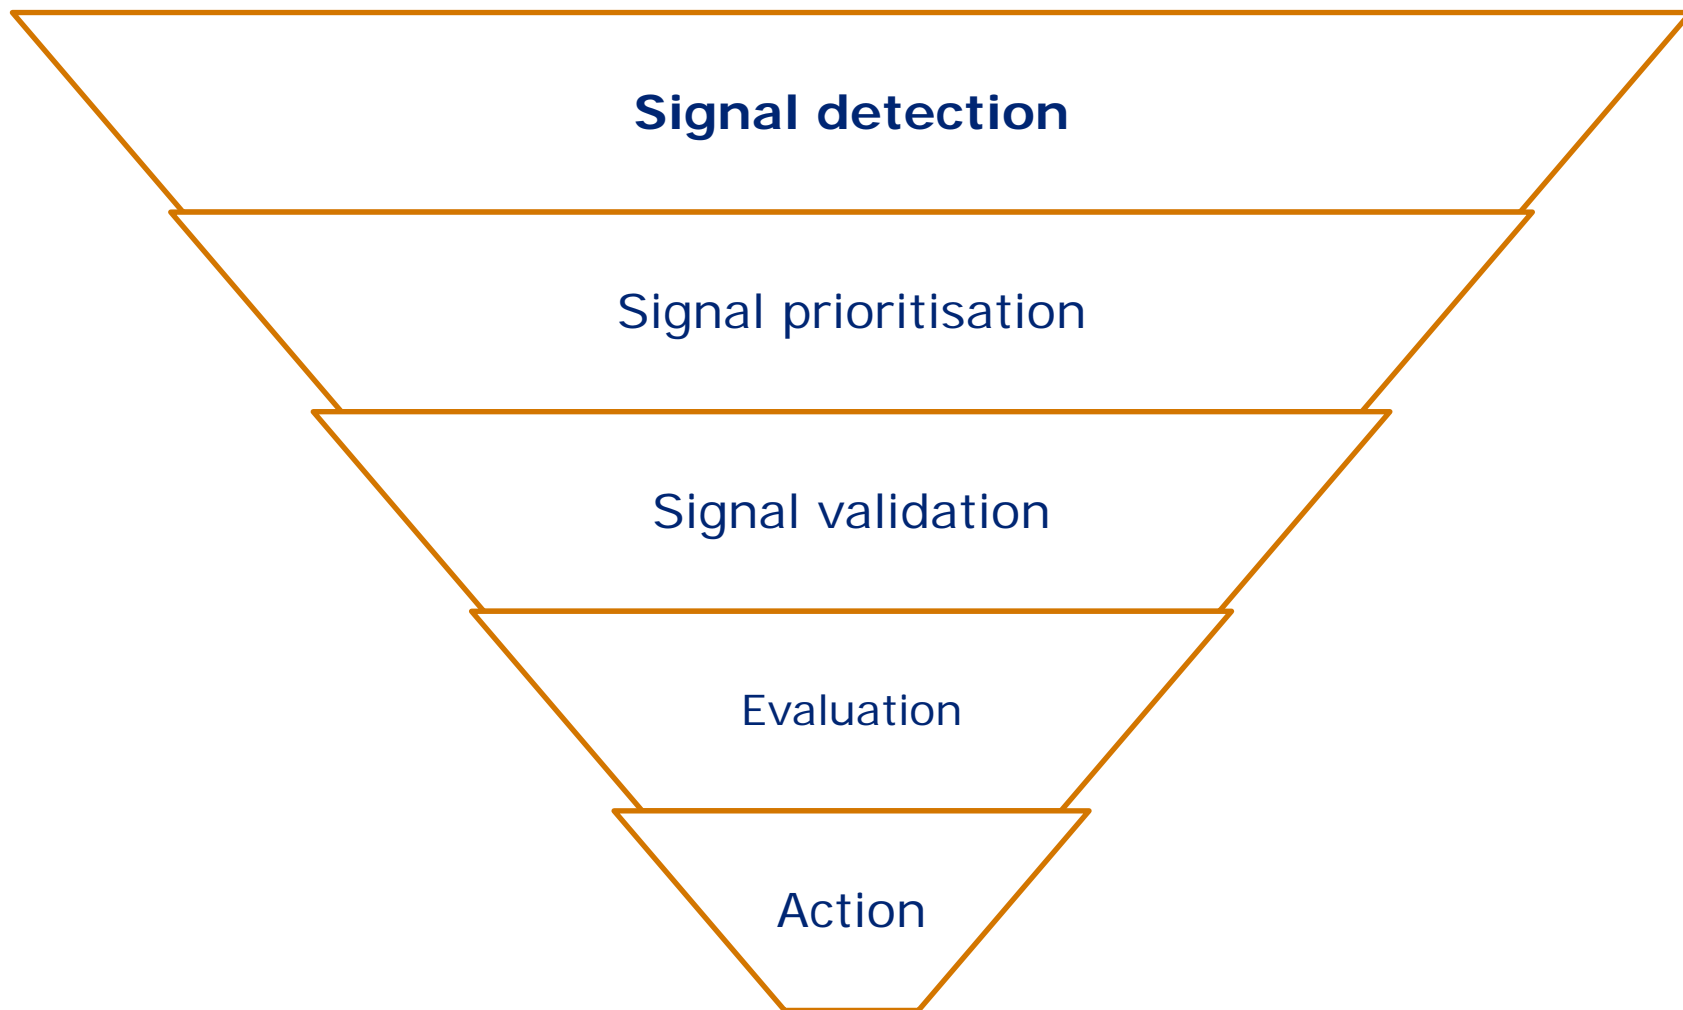 Signal detection
Signal prioritisation
Signal validation
Evaluation
Action